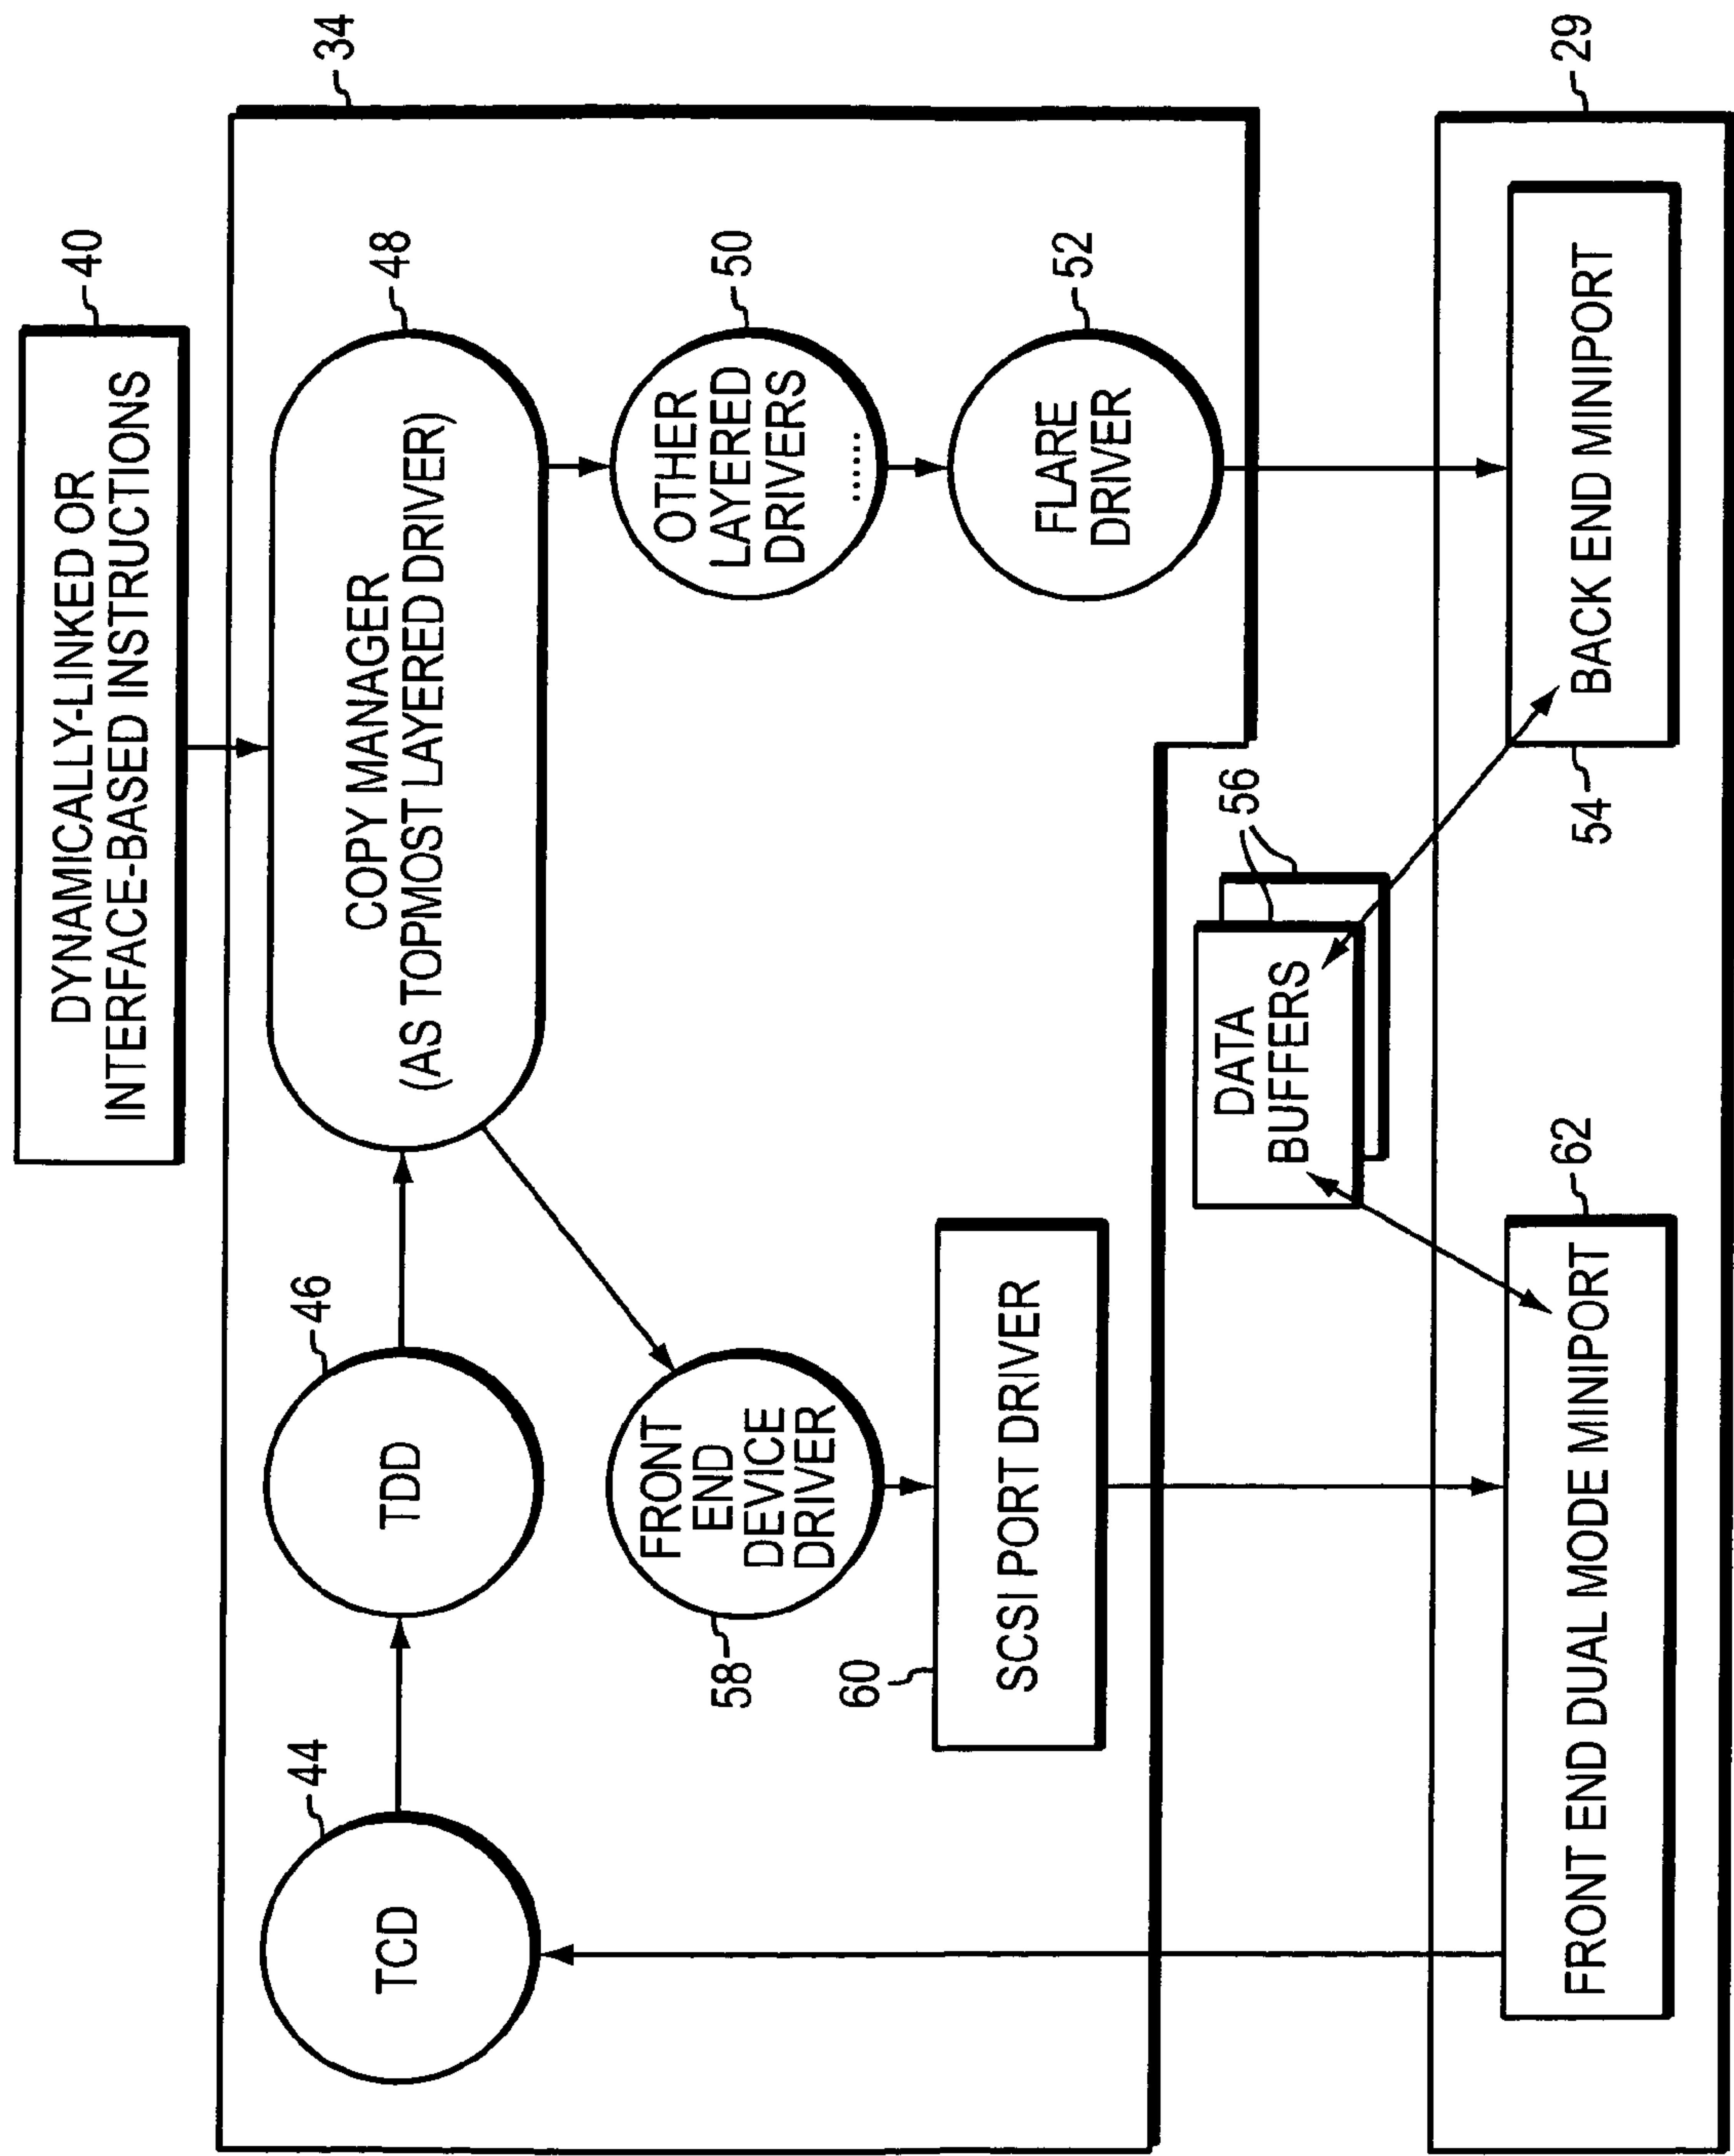 DYNAMICALLY-LINKED OR
INTERFACE-BASED INSTRUCTIONS
40
34
44
TCD
46
TDD
48
COPY MANAGER
(AS TOPMOST LAYERED DRIVER)
58
FRONT
END
DEVICE
DRIVER
50
OTHER
LAYERED
DRIVERS
......
60
SCSI PORT DRIVER
52
FLARE
DRIVER
56
DATA
BUFFERS
29
62
FRONT END DUAL MODE MINIPORT
54
BACK END MINIPORT